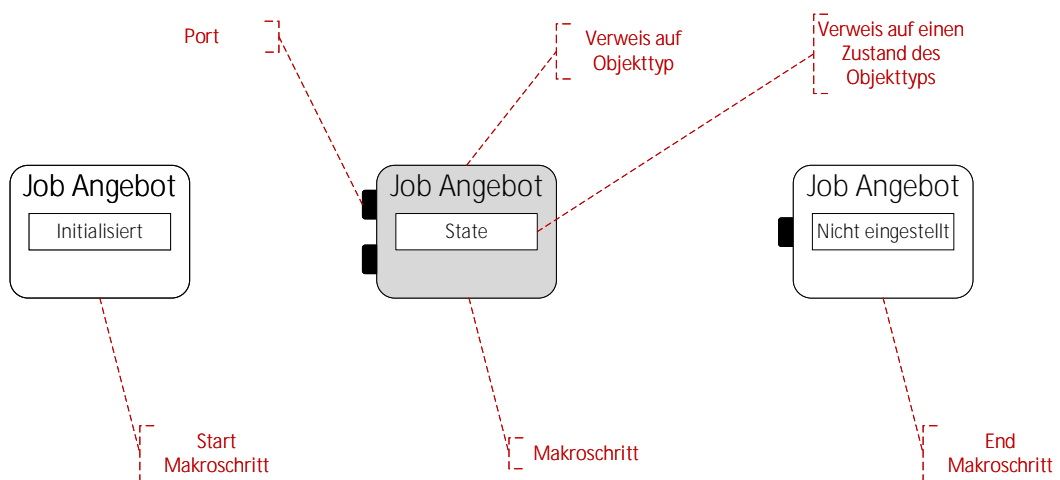 Port
Verweis auf
Objekttyp
Verweis auf einen
Zustand des
Objekttyps
Job Angebot
Initialisiert
Job Angebot
State
Job Angebot
Nicht eingestellt
Start
Makroschritt
Makroschritt
End
Makroschritt